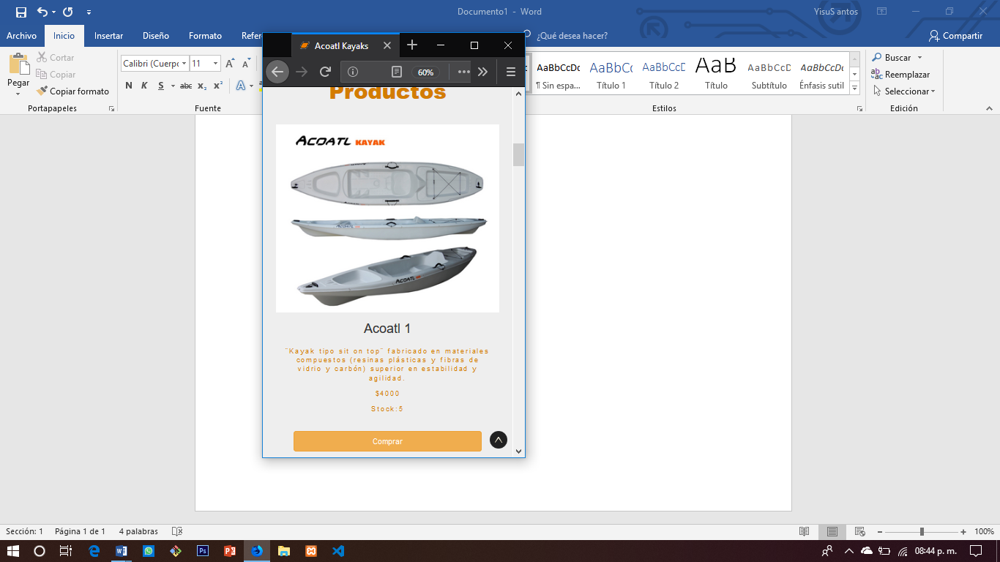 Documento1 - Word
YisuS antos
Archivo
Inicio
Insertar
Diseño
Formato
Refer
¿Qué desea hacer?
Compartir
Pegar
Cortar
Copiar
Copiar formato
Portapapeles
Calibri (Cuerpo
11
N K S abc x₂ x²
Fuente
AaBbCcDc
¶ Sin espa...
AaBbCc
Título 1
AaBbCcD
Título 2
AaB
Título
AaBbCcD
Subtítulo
AaBbCcDc
Énfasis sutil
Estilos
Buscar
Reemplazar
Seleccionar
Edición
Acoatl Kayaks
60%
Productos
ACOATL KAYAK
Acoatl 1
"Kayak tipo sit on top" fabricado en materiales
compuestos (resinas plásticas y fibras de
vidrio y carbón) superior en estabilidad y
agilidad.
$4000
Stock:5
Comprar
Sección: 1
Página 1 de 1
4 palabras
100%
08:44 p. m.